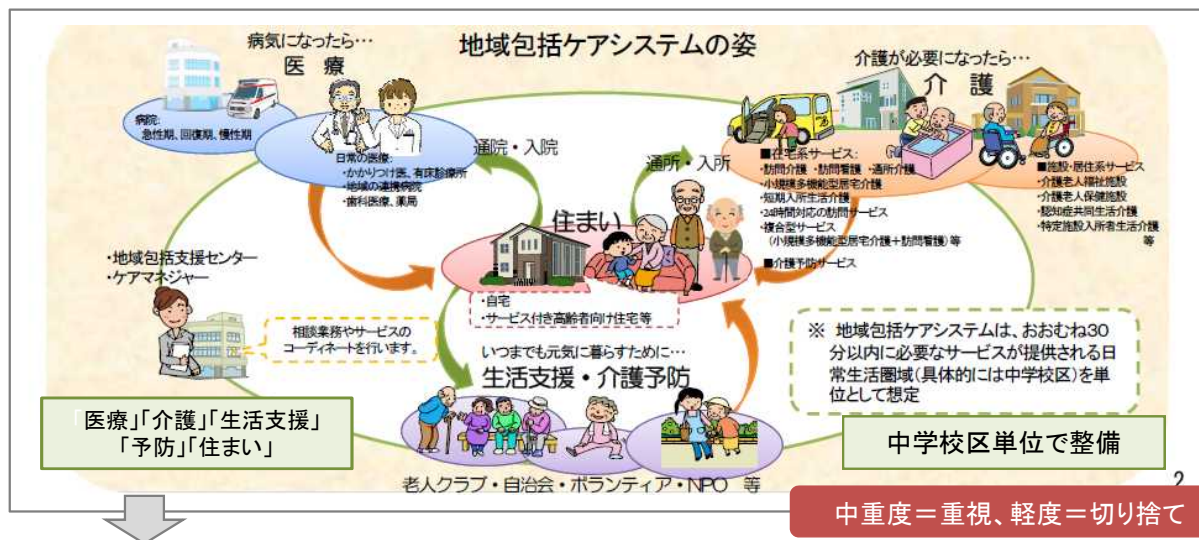 地域包括ケアシステムの姿
病気になったら…
医 療
病院:
急性期、回復期、慢性期
日常の医療:
・かかりつけ医、有床診療所
・地域の連携病院
・歯科医療、薬局
通院・入院
通所・入所
介護が必要になったら…
介 護
■在宅系サービス:
・訪問介護 ・訪問看護 ・通所介護
・小規模多機能型居宅介護
・短期入所生活介護
・24時間対応の訪問サービス
・複合型サービス
(小規模多機能型居宅介護+訪問看護)等
■介護予防サービス
■施設・居住系サービス
・介護老人福祉施設
・介護老人保健施設
・認知症共同生活介護
・特定施設入所者生活介護
等
住まい
・自宅
・サービス付き高齢者向け住宅等
・地域包括支援センター
・ケアマネジャー
相談業務やサービスの
コーディネートを行います。
いつまでも元気に暮らすために…
生活支援・介護予防
老人クラブ・自治会・ボランティア・NPO 等
※ 地域包括ケアシステムは、おおむね30
分以内に必要なサービスが提供される日
常生活圏域(具体的には中学校区)を単
位として想定
「医療」「介護」「生活支援」
「予防」「住まい」
中学校区単位で整備
2
中重度=重視、軽度=切り捨て